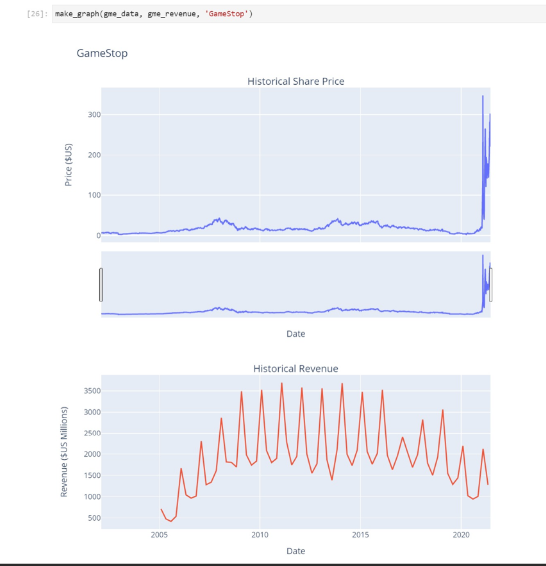 [26]: make_graph(gme_data, gme_revenue, 'GameStop')
GameStop
Historical Share Price
300
200
100
0
Price ($US)
Date
Historical Revenue
3500
3000
2500
2000
1500
1000
500
Revenue ($US Millions)
2005 2010 2015 2020
Date